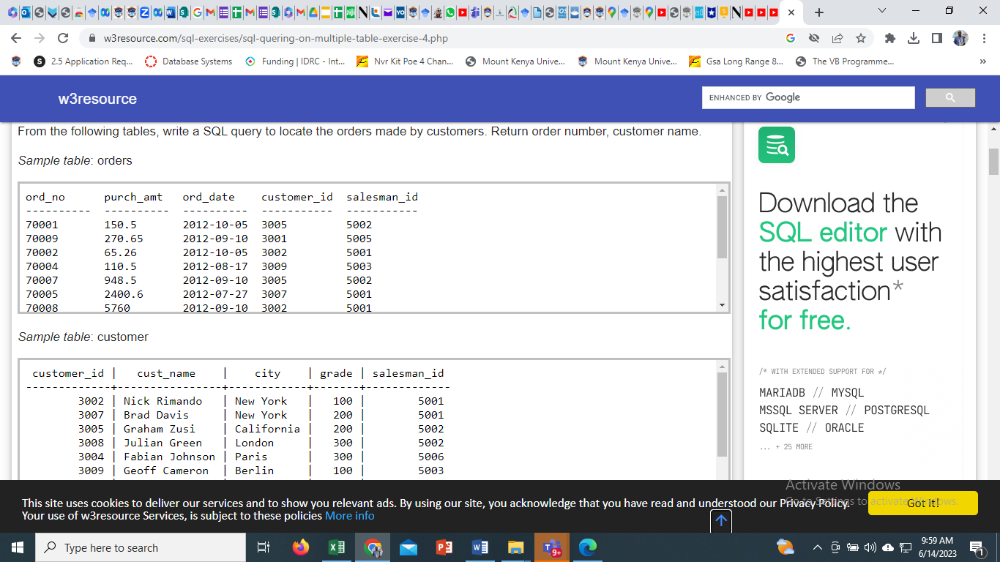 w3resource.com/sql-exercises/sql-quering-on-multiple-table-exercise-4.php
2.5 Application Req... Database Systems Funding | IDRC - Int... Nvr Kit Poe 4 Chan... Mount Kenya Unive... Mount Kenya Unive... Gsa Long Range 8... The VB Programme... »
w3resource
ENHANCED BY Google
From the following tables, write a SQL query to locate the orders made by customers. Return order number, customer name.
Sample table: orders
ord_no purch_amt ord_date customer_id salesman_id
---------- ---------- ---------- ----------- -----------
70001 150.5 2012-10-05 3005 5002
70009 270.65 2012-09-10 3001 5005
70002 65.26 2012-10-05 3002 5001
70004 110.5 2012-08-17 3009 5003
70007 948.5 2012-09-10 3005 5002
70005 2400.6 2012-07-27 3007 5001
70008 5760 2012-09-10 3002 5001
Sample table: customer
customer_id | cust_name | city | grade | salesman_id
-------------+----------------+------------+-------+-------------
3002 | Nick Rimando | New York | 100 | 5001
3007 | Brad Davis | New York | 200 | 5001
3005 | Graham Zusi | California | 200 | 5002
3008 | Julian Green | London | 300 | 5002
3004 | Fabian Johnson | Paris | 300 | 5006
3009 | Geoff Cameron | Berlin | 100 | 5003
Download the
SQL editor with
the highest user
satisfaction*
for free.
/* WITH EXTENDED SUPPORT FOR */
MARIADB // MYSQL
MSSQL SERVER // POSTGRESQL
SQLITE // ORACLE
... + 25 MORE
Activate Windows
Go to Settings to activate Windows.
This site uses cookies to deliver our services and to show you relevant ads. By using our site, you acknowledge that you have read and understood our Privacy Policy.
Your use of w3resource Services, is subject to these policies More info
Got it!
Type here to search
9+
9:59 AM
6/14/2023
1